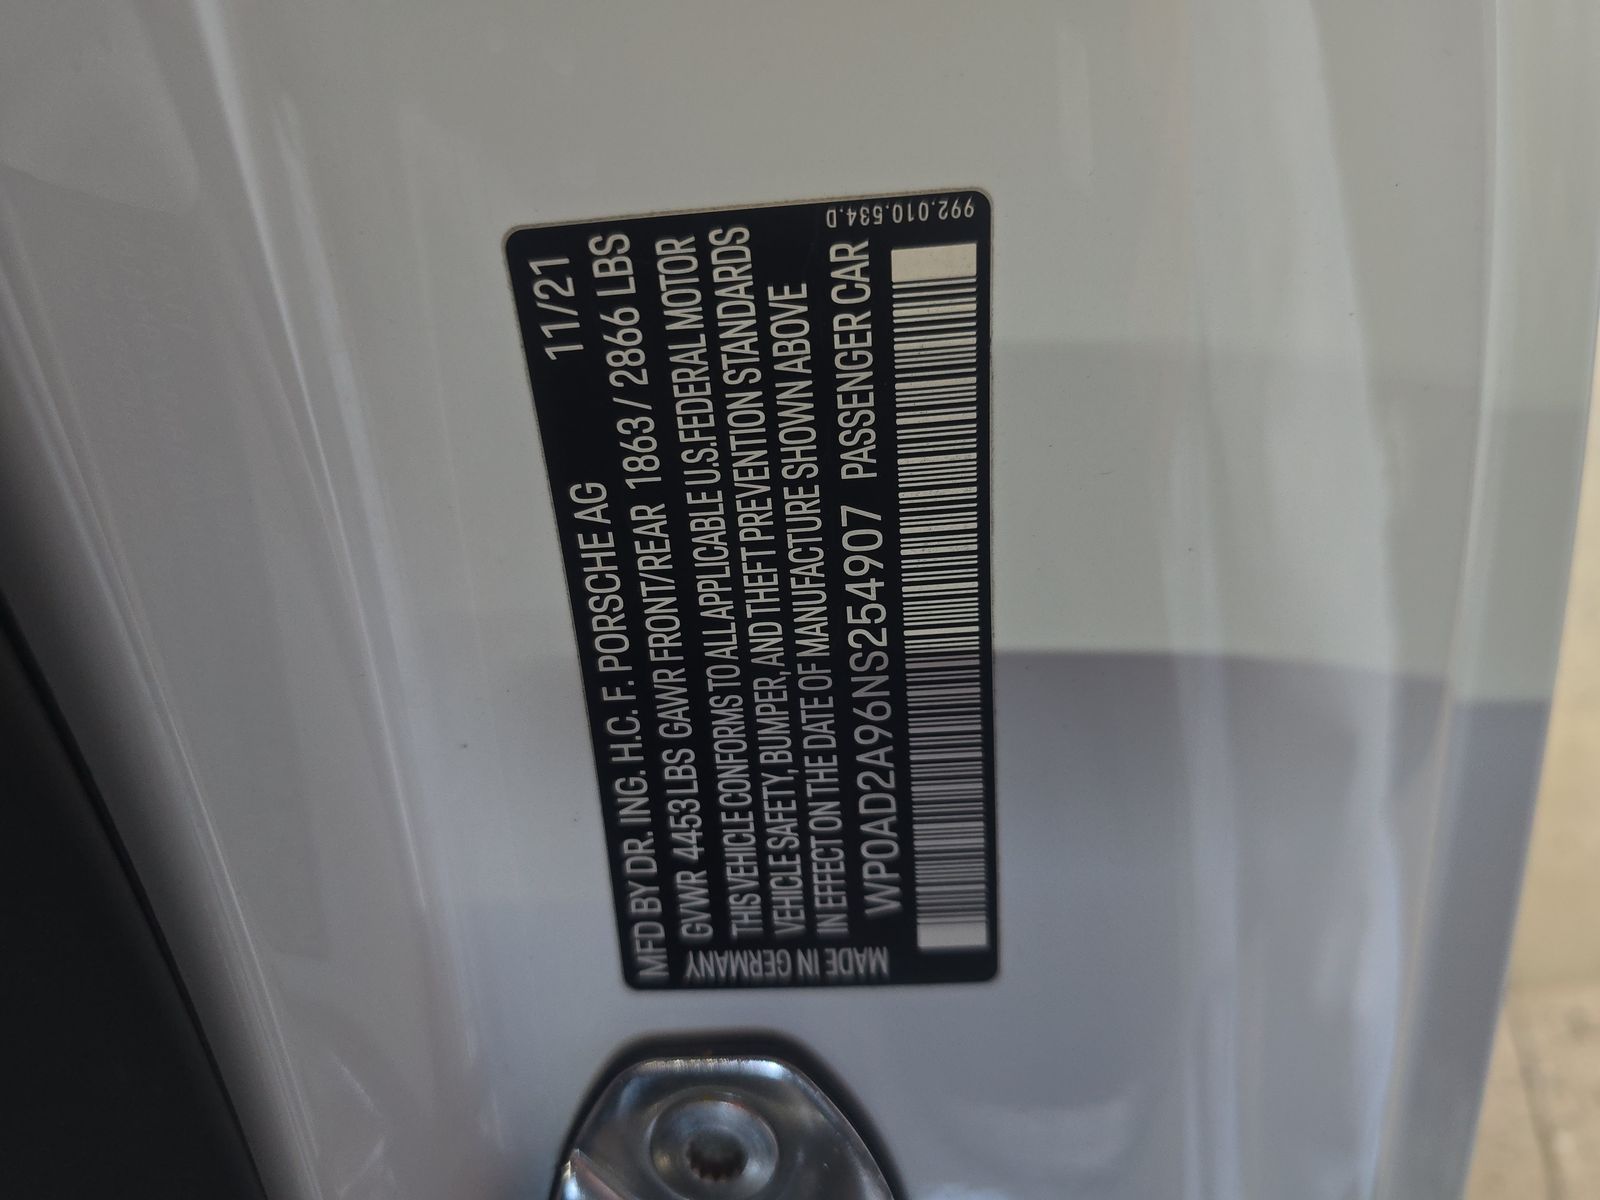 MFD BY DR. ING. H.C. F. PORSCHE AG 11/21
GVWR 4453 LBS GAWR FRONT/REAR 1863 / 2866 LBS
THIS VEHICLE CONFORMS TO ALL APPLICABLE U.S. FEDERAL MOTOR
VEHICLE SAFETY, BUMPER, AND THEFT PREVENTION STANDARDS
IN EFFECT ON THE DATE OF MANUFACTURE SHOWN ABOVE
WP0AD2A96NS254907 PASSENGER CAR
MADE IN GERMANY
992.010.534.D